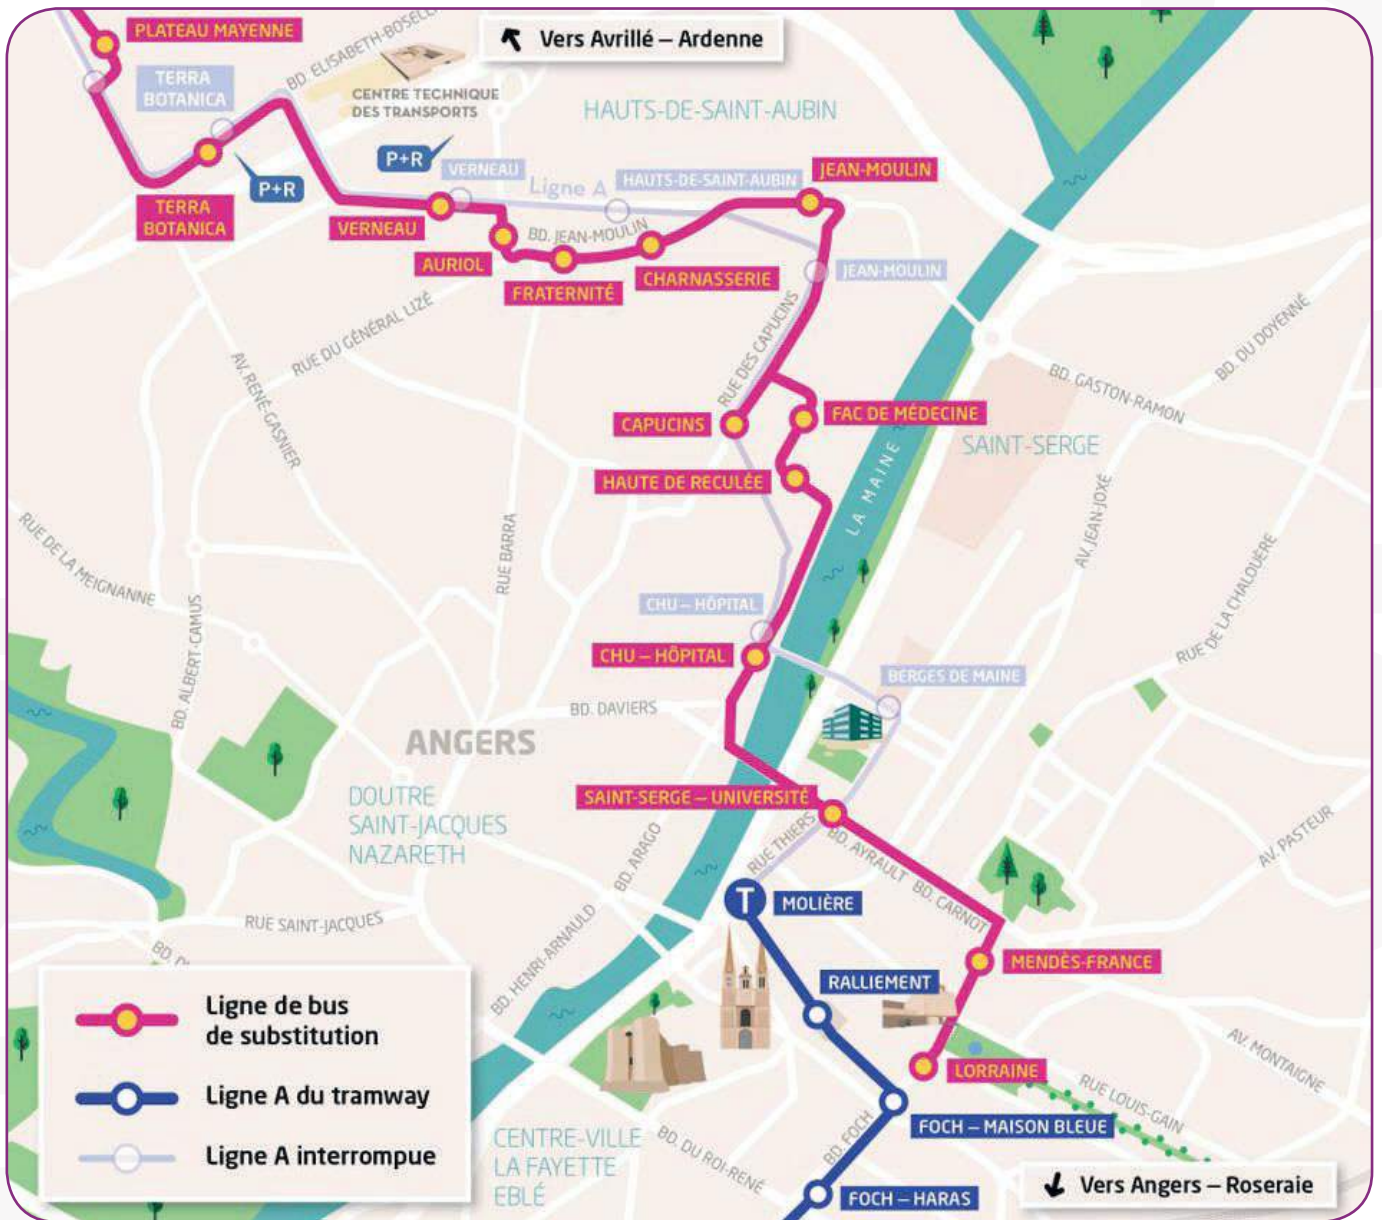 PLATEAU MAYENNE
Vers Avrillé – Ardenne
TERRA
BOTANICA
BD. ELISABETH-BOSELLI
CENTRE TECHNIQUE
DES TRANSPORTS
HAUTS-DE-SAINT-AUBIN
P+R
VERNEAU
P+R
Ligne A
HAUTS-DE-SAINT-AUBIN
JEAN-MOULIN
TERRA
BOTANICA
VERNEAU
BD. JEAN-MOULIN
AURIOL
FRATERNITÉ
CHARNASSERIE
JEAN-MOULIN
RUE DU GÉNÉRAL LIZÉ
AV. RENÉ-GASNIER
RUE DES CAPUCINS
BD. DU DOYENNÉ
BD. GASTON-RAMON
CAPUCINS
FAC DE MÉDECINE
SAINT-SERGE
HAUTE DE RECULÉE
LA MAINE
AV. JEAN-JOXÉ
RUE DE LA MEIGNANNE
RUE BARRA
RUE DE LA CHALOUÈRE
BD. ALBERT-CAMUS
CHU – HÔPITAL
CHU – HÔPITAL
BERGES DE MAINE
BD. DAVIERS
ANGERS
SAINT-SERGE – UNIVERSITÉ
DOUTRE
SAINT-JACQUES
NAZARETH
BD. ARAGO
RUE THIERS
BD. AYRAULT
BD. CARNOT
AV. PASTEUR
T
MOLIÈRE
RUE SAINT-JACQUES
BD. HENRI-ARNAULD
MENDÈS-FRANCE
RALLIEMENT
LORRAINE
AV. MONTAIGNE
RUE LOUIS-GAIN
Ligne de bus
de substitution
Ligne A du tramway
Ligne A interrompue
FOCH – MAISON BLEUE
CENTRE-VILLE
LA FAYETTE
EBLÉ
BD. DU ROI-RENÉ
BD. FOCH
FOCH – HARAS
Vers Angers – Roseraie